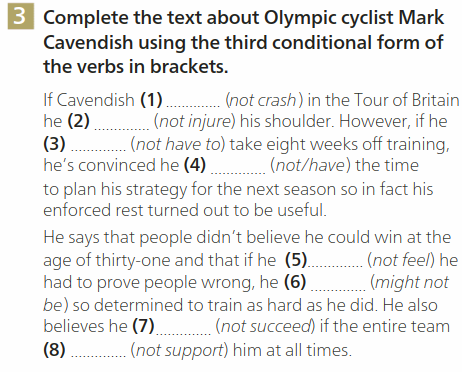 3 Complete the text about Olympic cyclist Mark
Cavendish using the third conditional form of
the verbs in brackets.
If Cavendish (1) .............. (not crash) in the Tour of Britain
he (2) .............. (not injure) his shoulder. However, if he
(3) .............. (not have to) take eight weeks off training,
he's convinced he (4) .............. (not/have) the time
to plan his strategy for the next season so in fact his
enforced rest turned out to be useful.
He says that people didn't believe he could win at the
age of thirty-one and that if he (5).............. (not feel) he
had to prove people wrong, he (6) .............. (might not
be) so determined to train as hard as he did. He also
believes he (7).............. (not succeed) if the entire team
(8) .............. (not support) him at all times.